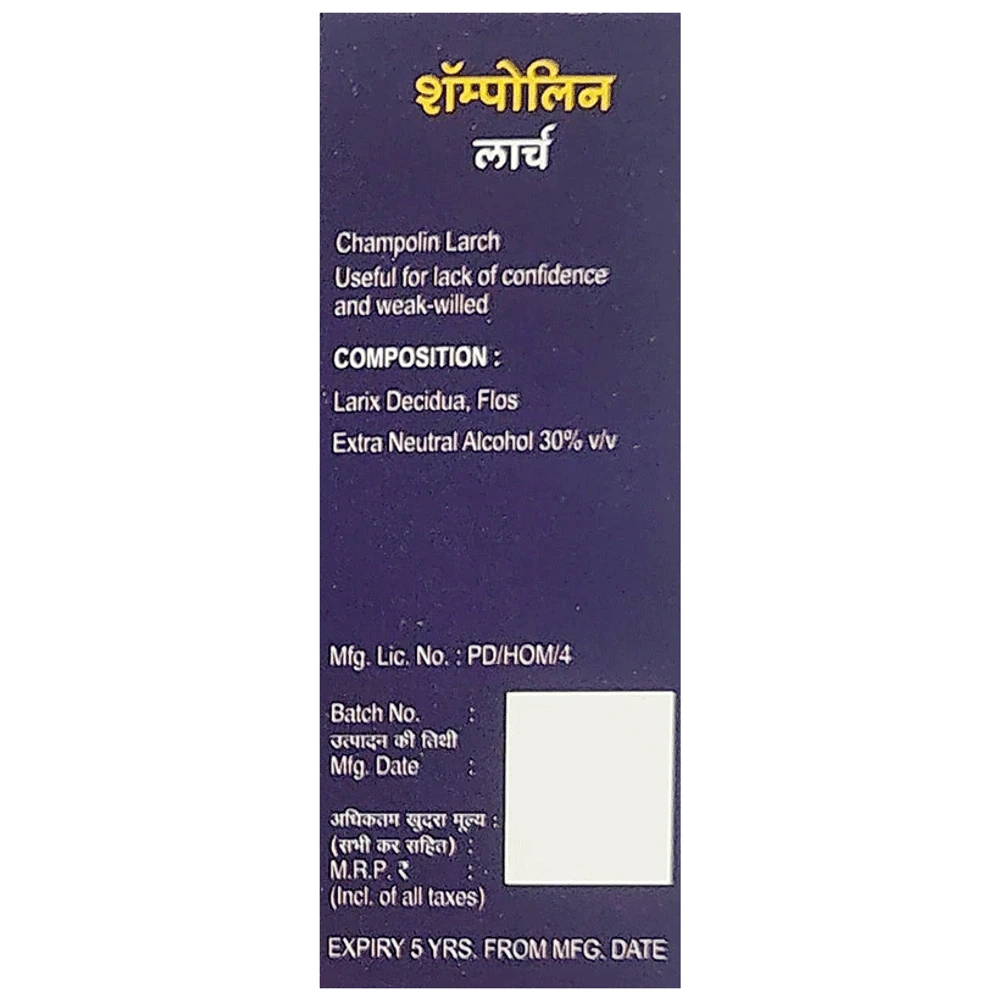 शॅम्पोलिन
लार्च
Champolin Larch
Useful for lack of confidence
and weak-willed
COMPOSITION :
Larix Decidua, Flos
Extra Neutral Alcohol 30% v/v
Mfg. Lic. No. : PD/HOM/4
Batch No. :
उत्पादन की तिथी
Mfg. Date :
अधिकतम खुदरा मूल्य :
(सभी कर सहित) :
M.R.P. ₹ :
(Incl. of all taxes)
EXPIRY 5 YRS. FROM MFG. DATE